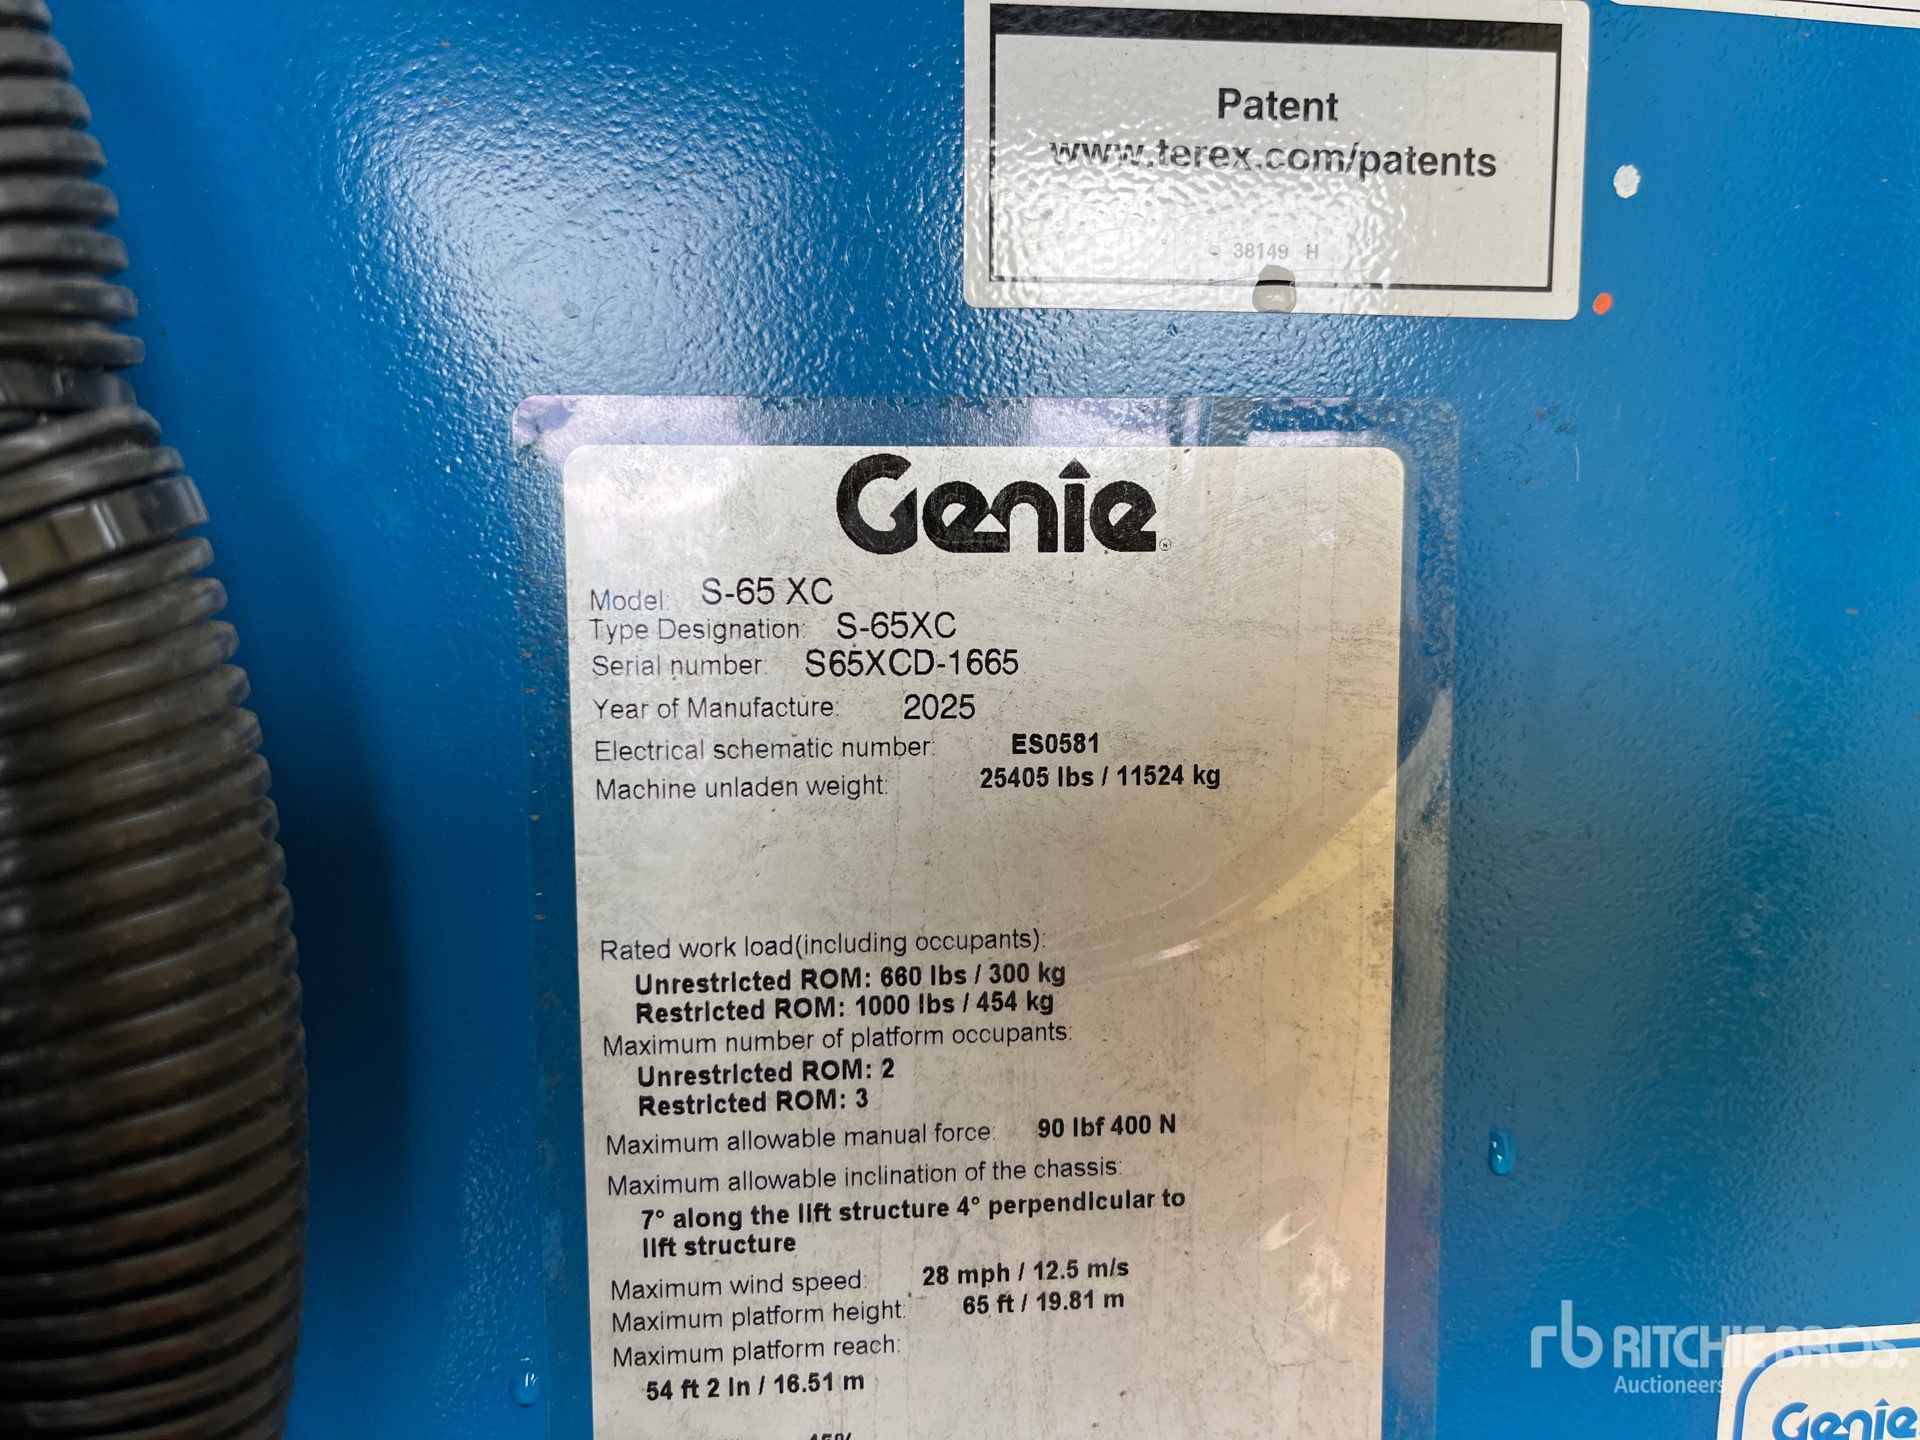 Patent
www.terex.com/patents
38149 H
Genie
Model: S-65 XC
Type Designation: S-65XC
Serial number: S65XCD-1665
Year of Manufacture: 2025
Electrical schematic number: ES0581
Machine unladen weight: 25405 lbs / 11524 kg
Rated work load(including occupants):
Unrestricted ROM: 660 lbs / 300 kg
Restricted ROM: 1000 lbs / 454 kg
Maximum number of platform occupants:
Unrestricted ROM: 2
Restricted ROM: 3
Maximum allowable manual force: 90 lbf 400 N
Maximum allowable inclination of the chassis:
7° along the lift structure 4° perpendicular to
lift structure
Maximum wind speed: 28 mph / 12.5 m/s
Maximum platform height: 65 ft / 19.81 m
Maximum platform reach:
54 ft 2 in / 16.51 m
rb RITCHIE BROS.
Auctioneers
Genie